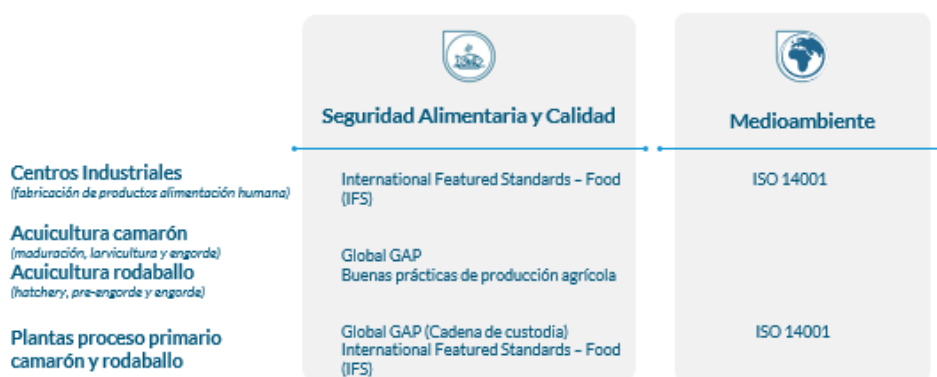 Seguridad Alimentaria y Calidad
Medioambiente
Centros Industriales
(fabricación de productos alimentación humana)
International Featured Standards – Food
(IFS)
ISO 14001
Acuicultura camarón
(maduración, larvicultura y engorde)
Acuicultura rodaballo
(hatchery, pre-engorde y engorde)
Global GAP
Buenas prácticas de producción agrícola
Plantas proceso primario
camarón y rodaballo
Global GAP (Cadena de custodia)
International Featured Standards – Food
(IFS)
ISO 14001